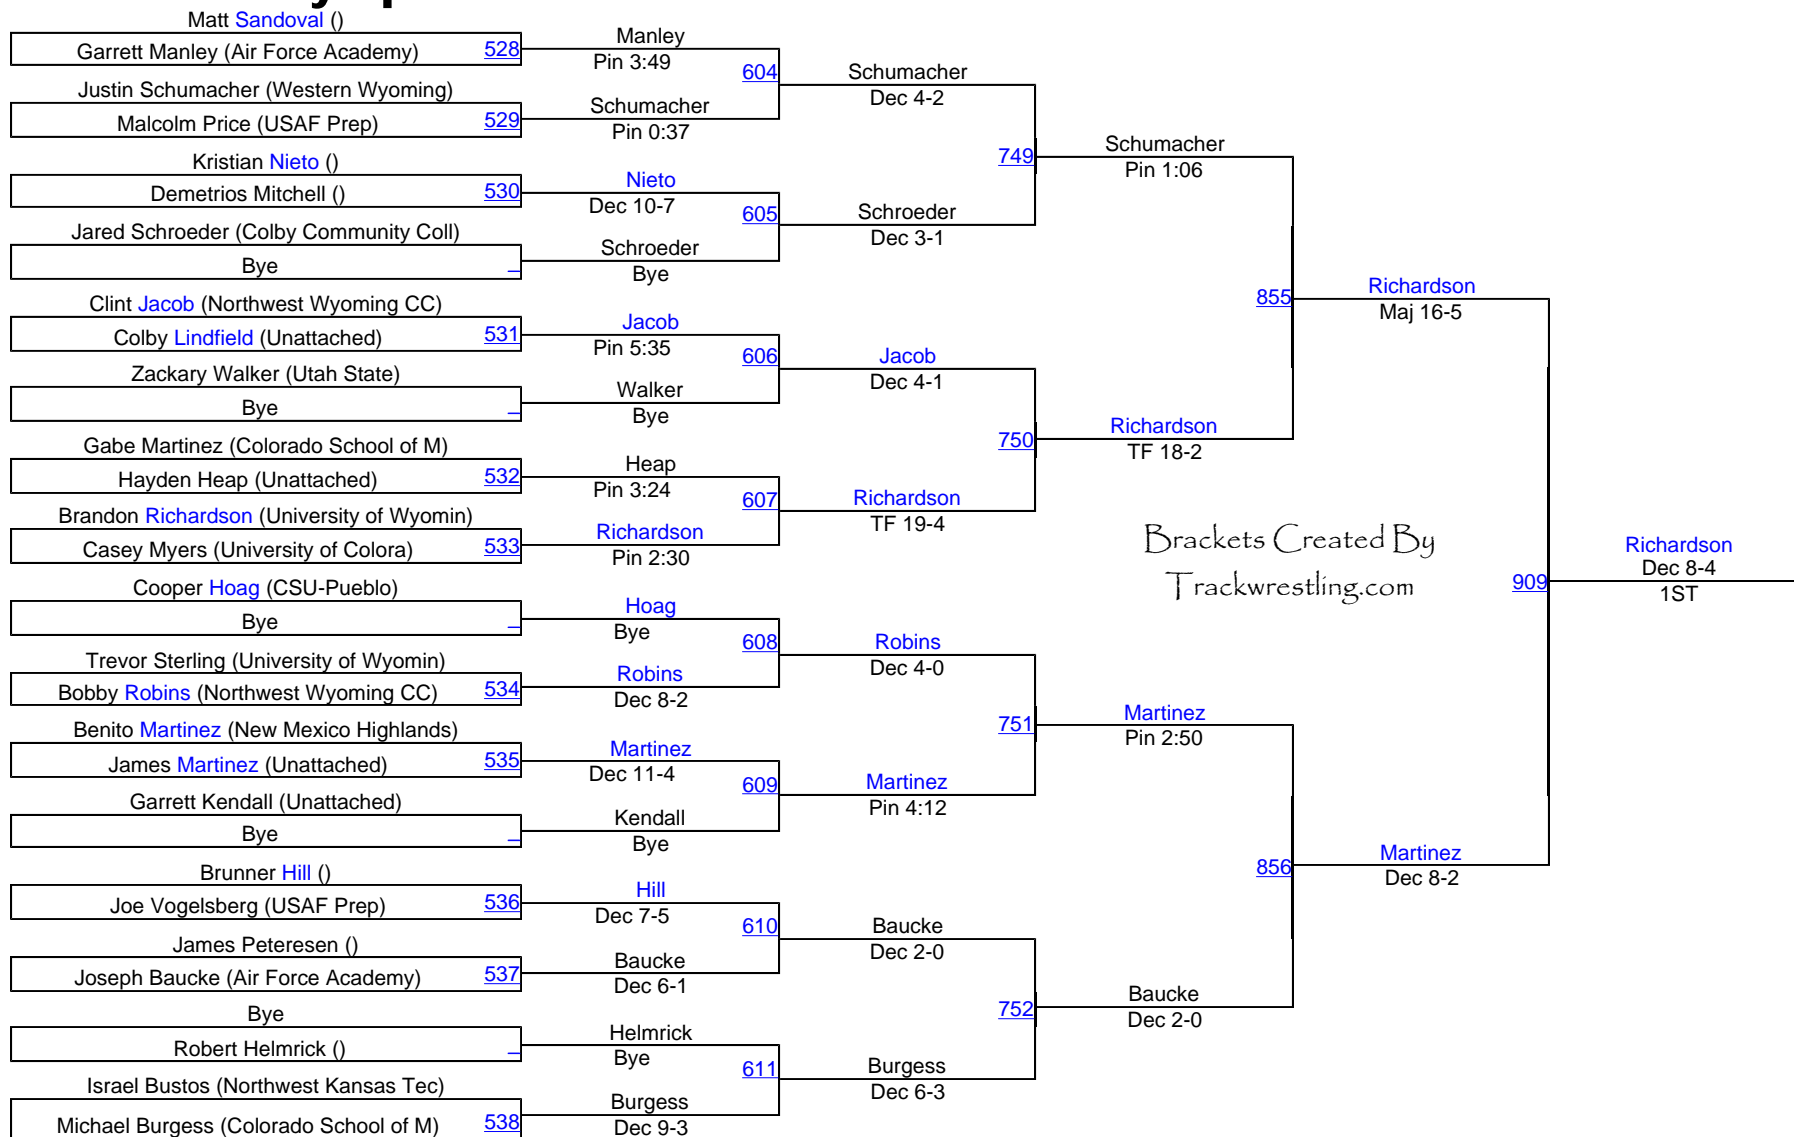 Matt Sandoval ()
Garrett Manley (Air Force Academy) 528
Justin Schumacher (Western Wyoming)
Malcolm Price (USAF Prep) 529
Kristian Nieto ()
Demetrios Mitchell () 530
Jared Schroeder (Colby Community Coll)
Bye
Clint Jacob (Northwest Wyoming CC)
Colby Lindfield (Unattached) 531
Zackary Walker (Utah State)
Bye
Gabe Martinez (Colorado School of M)
Hayden Heap (Unattached) 532
Brandon Richardson (University of Wyomin)
Casey Myers (University of Colora) 533
Cooper Hoag (CSU-Pueblo)
Bye
Trevor Sterling (University of Wyomin)
Bobby Robins (Northwest Wyoming CC) 534
Benito Martinez (New Mexico Highlands)
James Martinez (Unattached) 535
Garrett Kendall (Unattached)
Bye
Brunner Hill ()
Joe Vogelsberg (USAF Prep) 536
James Peteresen ()
Joseph Baucke (Air Force Academy) 537
Bye
Robert Helmrick ()
Israel Bustos (Northwest Kansas Tec)
Michael Burgess (Colorado School of M) 538
Manley
Pin 3:49
604
Schumacher
Pin 0:37
Nieto
Dec 10-7
605
Schroeder
Bye
Jacob
Pin 5:35
606
Walker
Bye
Heap
Pin 3:24
607
Richardson
Pin 2:30
Hoag
Bye
608
Robins
Dec 8-2
Martinez
Dec 11-4
609
Kendall
Bye
Hill
Dec 7-5
610
Baucke
Dec 6-1
Helmrick
Bye
611
Burgess
Dec 9-3
Schumacher
Dec 4-2
749
Schroeder
Dec 3-1
Jacob
Dec 4-1
750
Richardson
TF 19-4
Robins
Dec 4-0
751
Martinez
Pin 4:12
Baucke
Dec 2-0
752
Burgess
Dec 6-3
Schumacher
Pin 1:06
855
Richardson
TF 18-2
Martinez
Pin 2:50
856
Baucke
Dec 2-0
Richardson
Maj 16-5
909
Martinez
Dec 8-2
Richardson
Dec 8-4
1ST
Brackets Created By
Trackwrestling.com